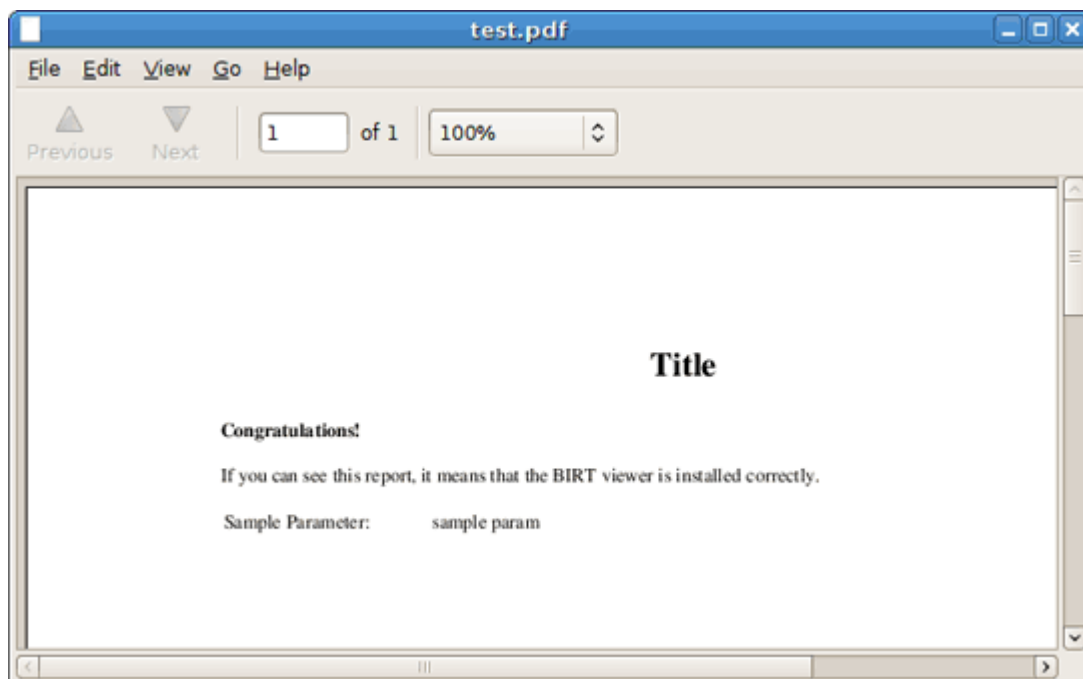 test.pdf
File Edit View Go Help
Previous Next 1 of 1 100%
Title
Congratulations!
If you can see this report, it means that the BIRT viewer is installed correctly.
Sample Parameter: sample param